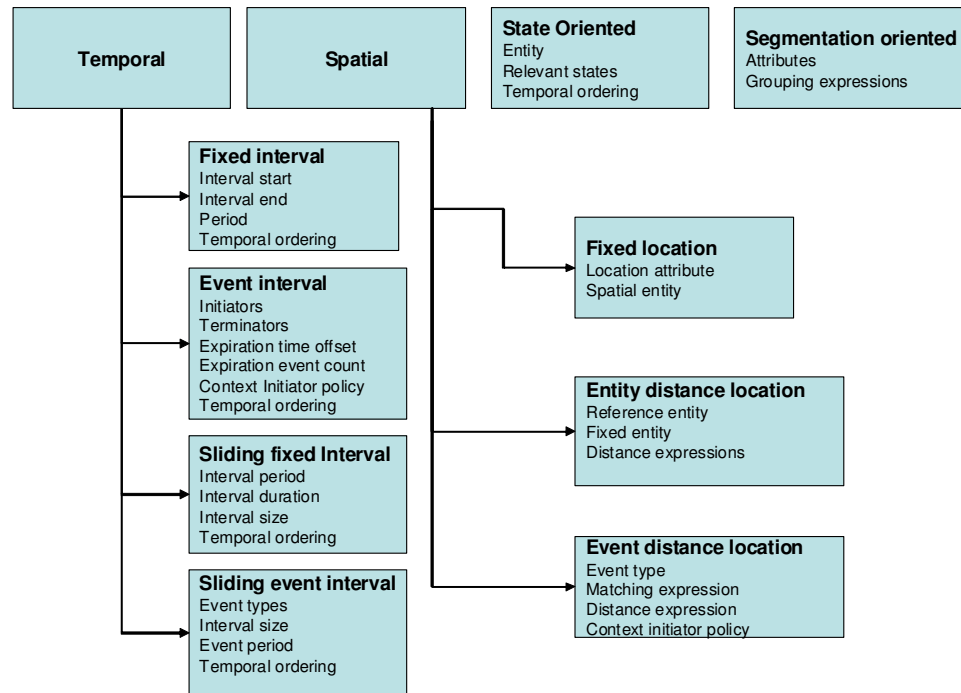 Temporal
Spatial
State Oriented
Entity
Relevant states
Temporal ordering
Segmentation oriented
Attributes
Grouping expressions
Fixed interval
Interval start
Interval end
Period
Temporal ordering
Event interval
Initiators
Terminators
Expiration time offset
Expiration event count
Context Initiator policy
Temporal ordering
Sliding fixed Interval
Interval period
Interval duration
Interval size
Temporal ordering
Sliding event interval
Event types
Interval size
Event period
Temporal ordering
Fixed location
Location attribute
Spatial entity
Entity distance location
Reference entity
Fixed entity
Distance expressions
Event distance location
Event type
Matching expression
Distance expression
Context initiator policy